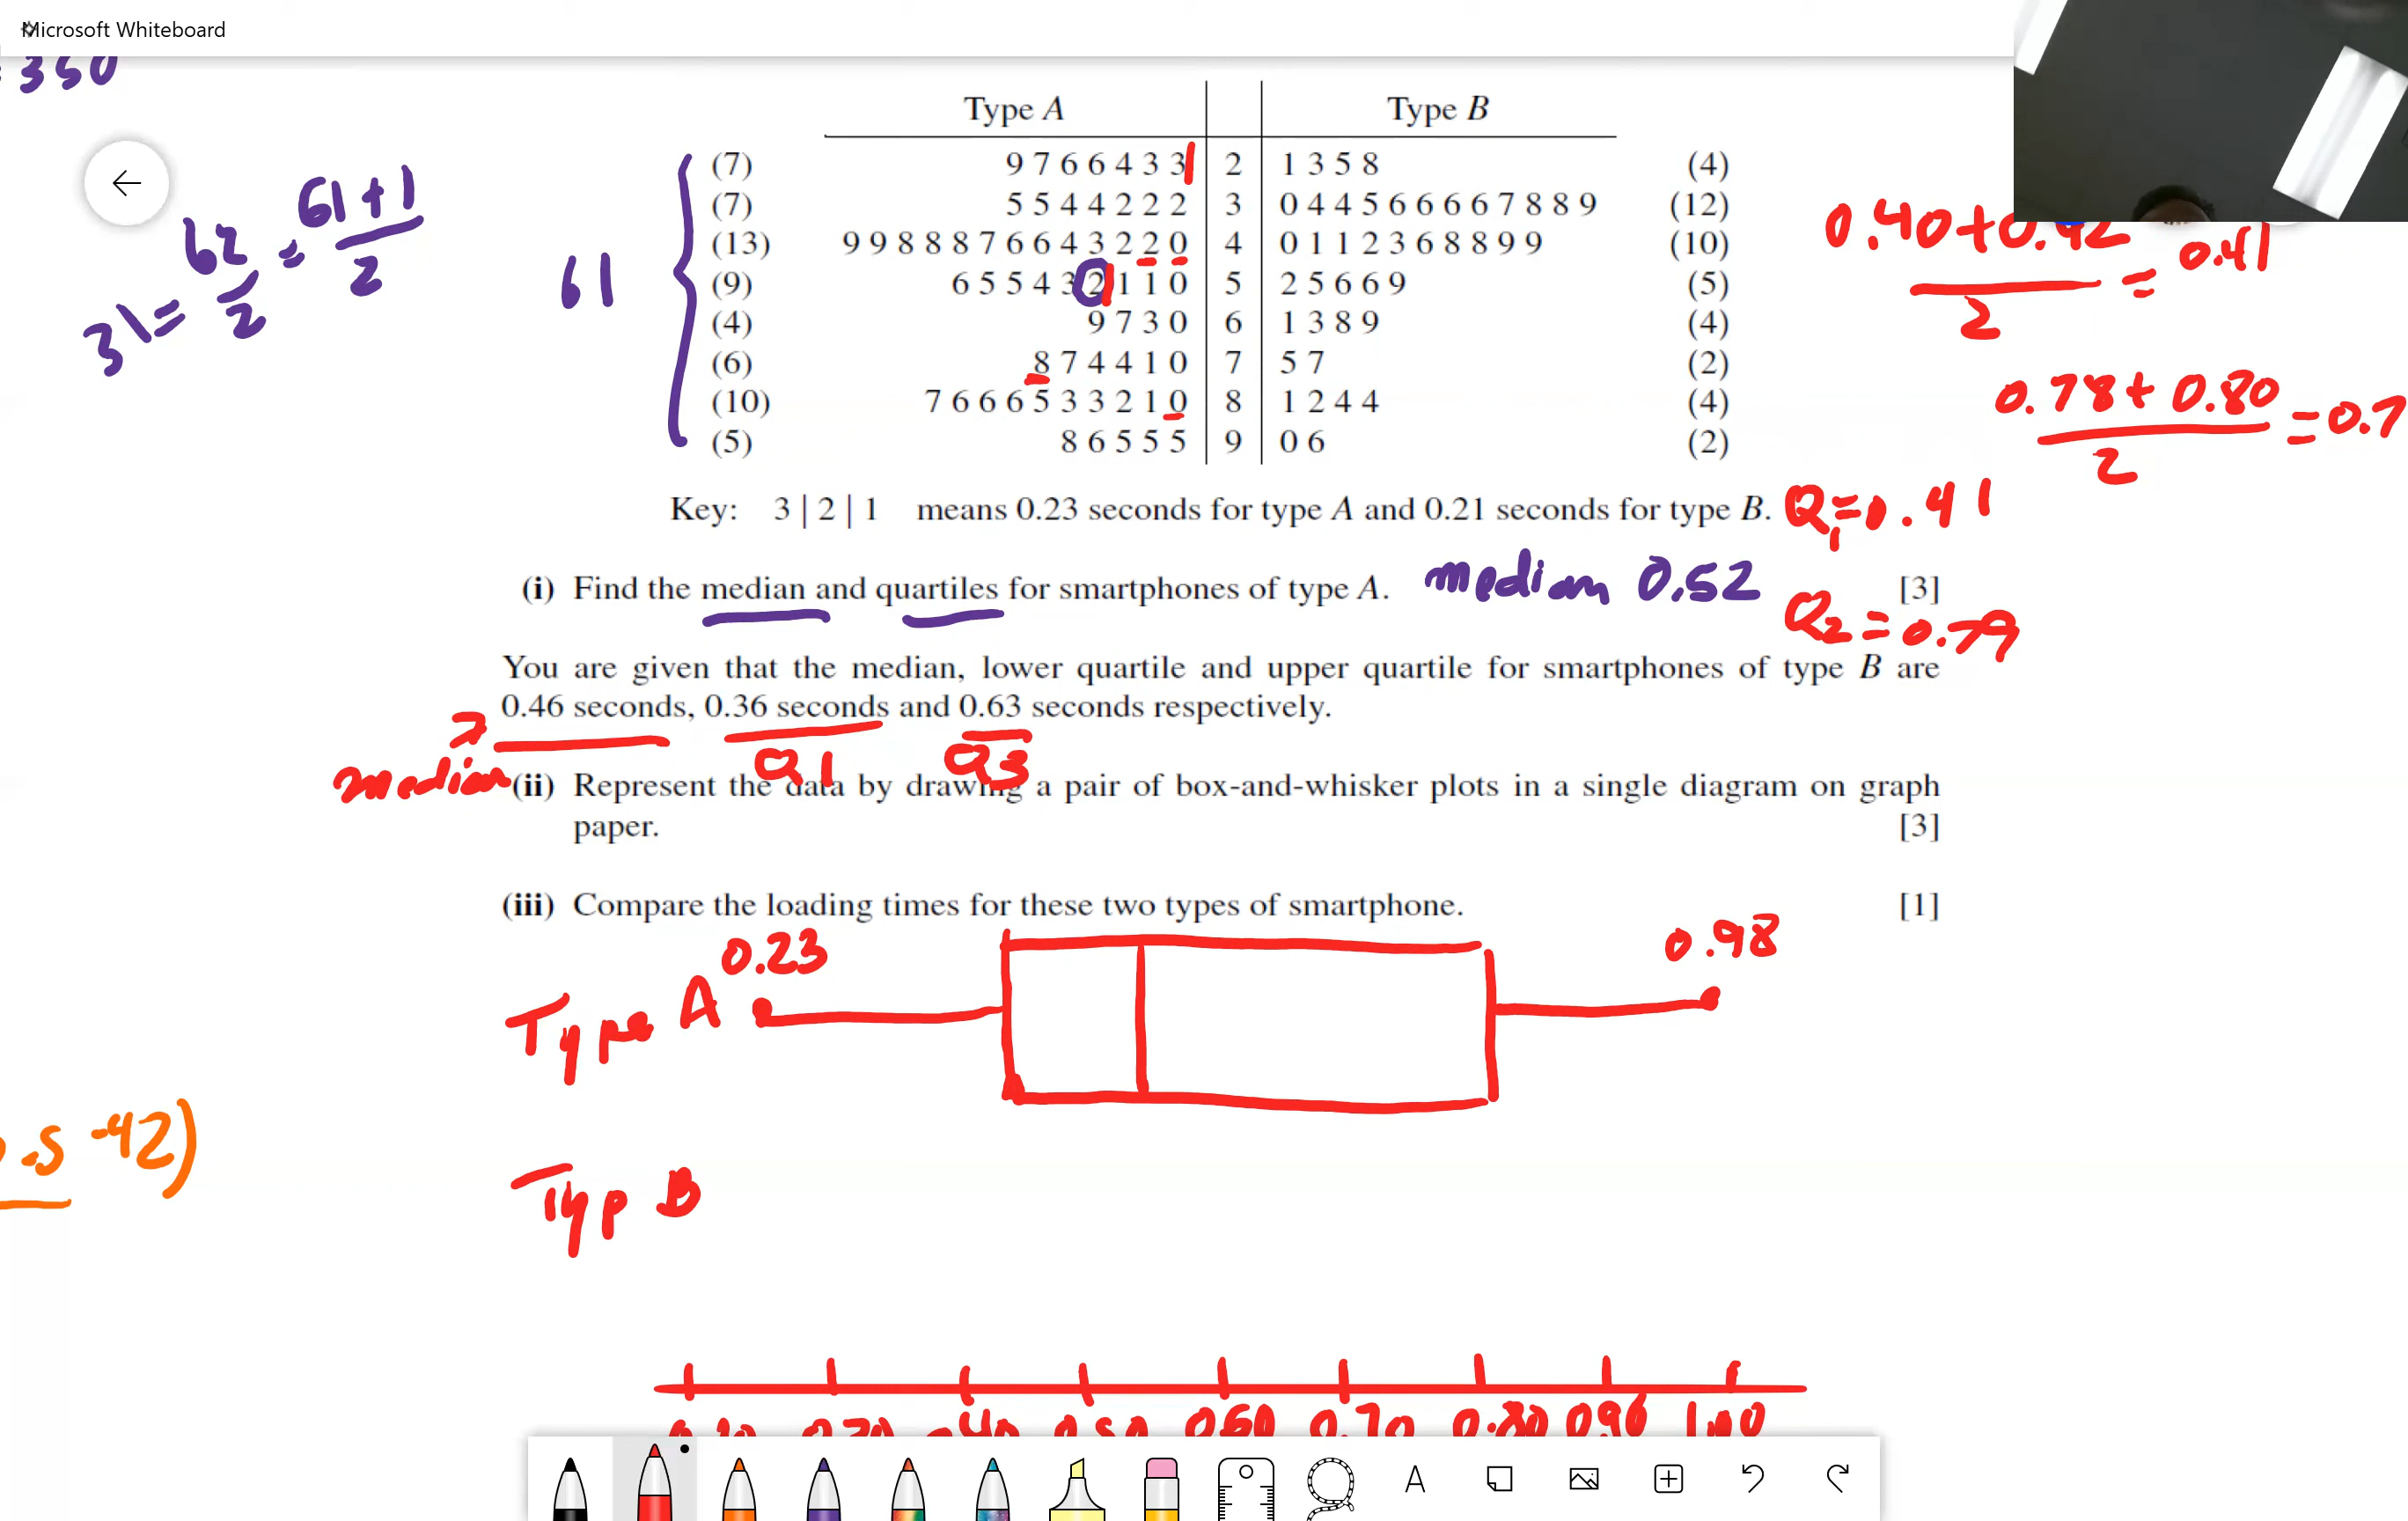 Microsoft Whiteboard
350
Type A Type B
(7) 9 7 6 6 4 3 3 | 2 | 1 3 5 8 (4)
(7) 5 5 4 4 2 2 2 | 3 | 0 4 4 5 6 6 6 6 7 8 8 9 (12)
(13) 9 9 8 8 8 7 6 6 4 3 2 2 0 | 4 | 0 1 1 2 3 6 8 8 9 9 (10)
(9) 6 5 5 4 3 2 1 1 0 | 5 | 2 5 6 6 9 (5)
(4) 9 7 3 0 | 6 | 1 3 8 9 (4)
(6) 8 7 4 4 1 0 | 7 | 5 7 (2)
(10) 7 6 6 6 5 3 3 2 1 0 | 8 | 1 2 4 4 (4)
(5) 8 6 5 5 5 | 9 | 0 6 (2)
31 = 62/2 = 61+1/2
61
0.40+0.42/2 = 0.41
0.78+0.80/2 = 0.7
Key: 3 | 2 | 1 means 0.23 seconds for type A and 0.21 seconds for type B.
Q1=0.41
(i) Find the median and quartiles for smartphones of type A. [3]
median 0.52
Q2=0.79
You are given that the median, lower quartile and upper quartile for smartphones of type B are
0.46 seconds, 0.36 seconds and 0.63 seconds respectively.
median Q1 Q3
(ii) Represent the data by drawing a pair of box-and-whisker plots in a single diagram on graph
paper. [3]
(iii) Compare the loading times for these two types of smartphone. [1]
0.23 0.98
Type A
.5 -42)
Typ B
0.60 0.70 0.80 0.90 1.00
A